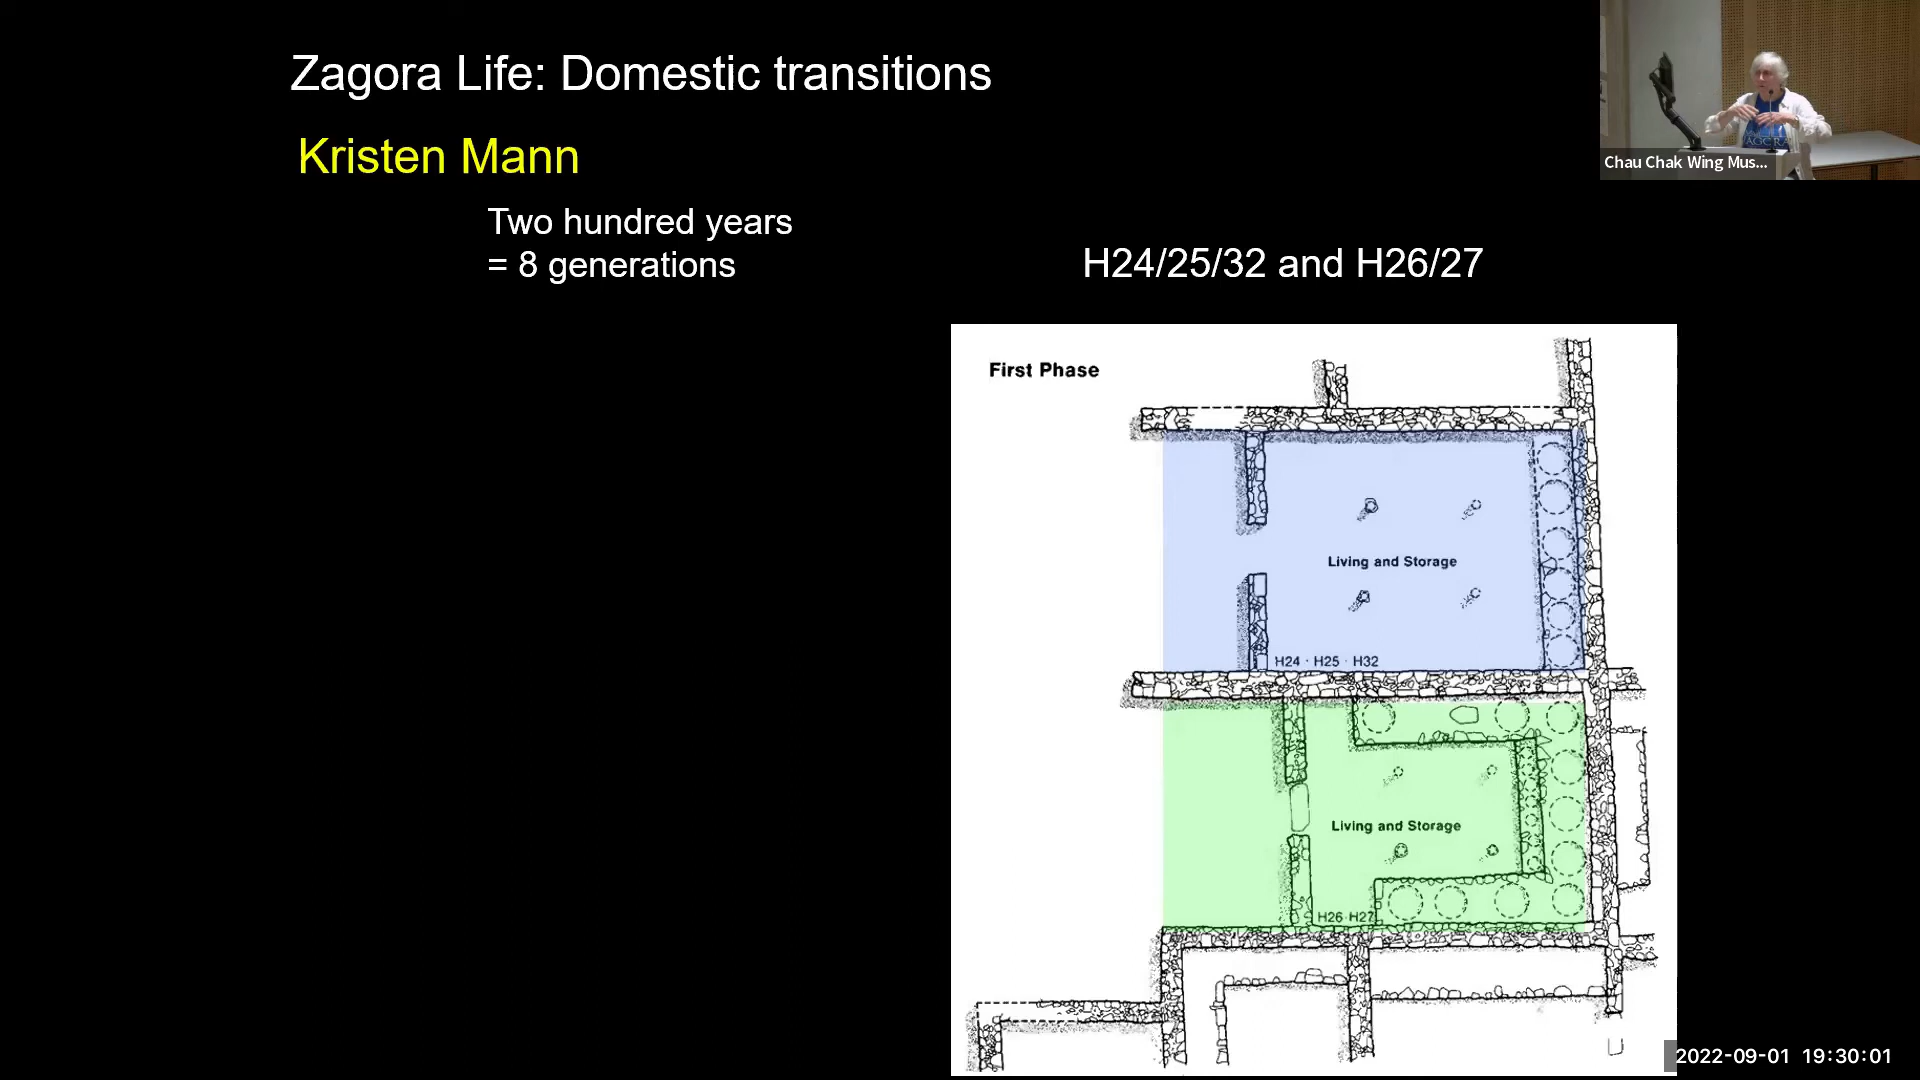 Zagora Life: Domestic transitions
Kristen Mann
Two hundred years
= 8 generations
H24/25/32 and H26/27
Chau Chak Wing Mus...
First Phase
Living and Storage
H24 · H25 · H32
Living and Storage
H26·H27
2022-09-01 19:30:01